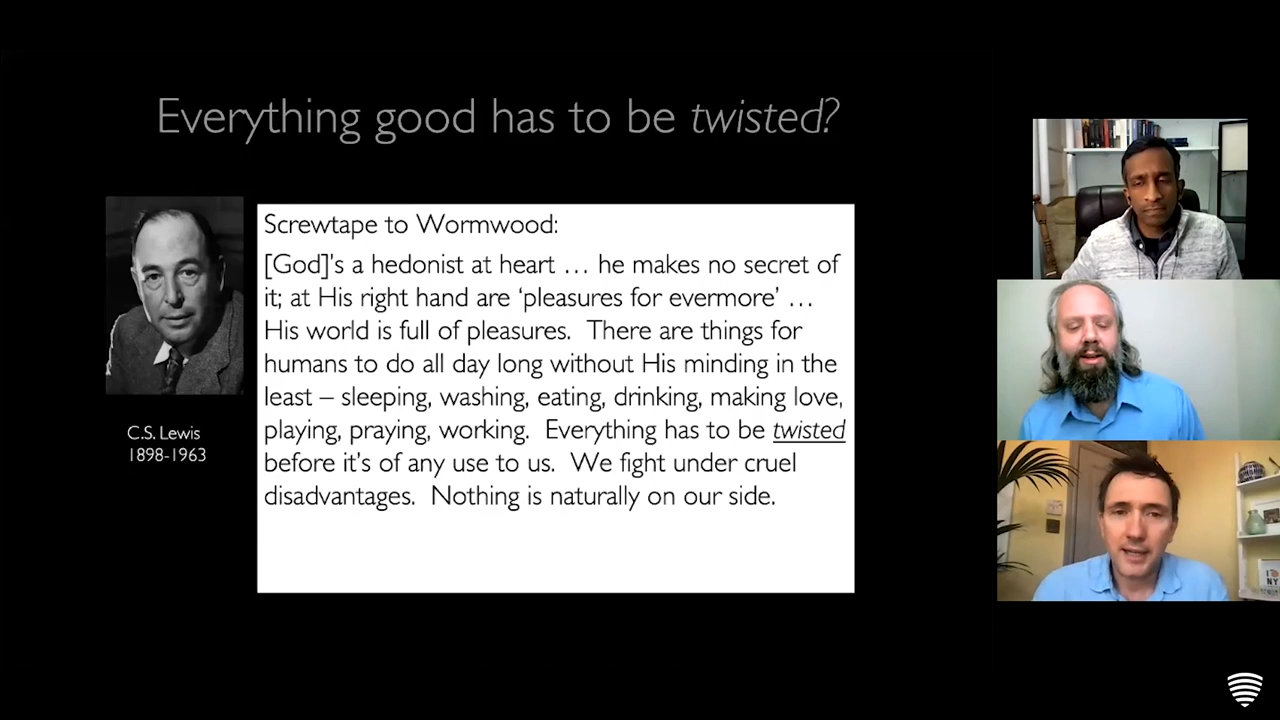 Everything good has to be twisted?
Screwtape to Wormwood:
[God]'s a hedonist at heart … he makes no secret of
it; at His right hand are ‘pleasures for evermore’ …
His world is full of pleasures.  There are things for
humans to do all day long without His minding in the
least – sleeping, washing, eating, drinking, making love,
playing, praying, working.  Everything has to be twisted
before it's of any use to us.  We fight under cruel
disadvantages.  Nothing is naturally on our side.
C.S. Lewis
1898-1963
I
NY